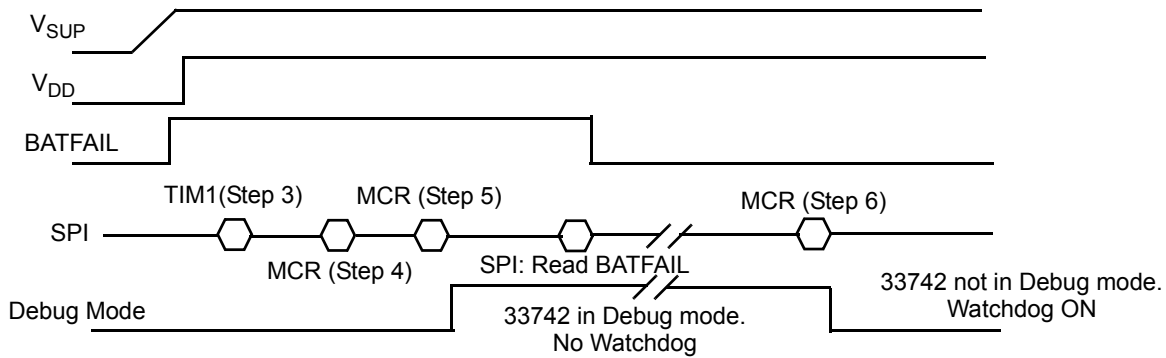 VSUP
VDD
BATFAIL
TIM1(Step 3)
MCR (Step 5)
MCR (Step 6)
SPI
MCR (Step 4)
SPI: Read BATFAIL
33742 not in Debug mode.
Watchdog ON
Debug Mode
33742 in Debug mode.
No Watchdog